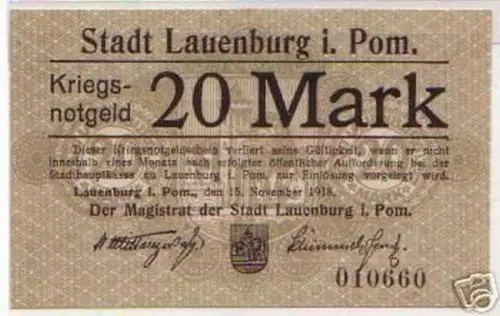 Stadt Lauenburg i. Pom.
Kriegs-
notgeld
20 Mark
Dieser Kriegsnotgeldschein verliert seine Gültigkeit, wenn er nicht
innerhalb eines Monats nach erfolgter öffentlicher Aufforderung bei der
Stadthauptkasse zu Lauenburg i. Pom. zur Einlösung vorgelegt wird.
Lauenburg i. Pom., den 15. November 1918.
Der Magistrat der Stadt Lauenburg i. Pom.
010660